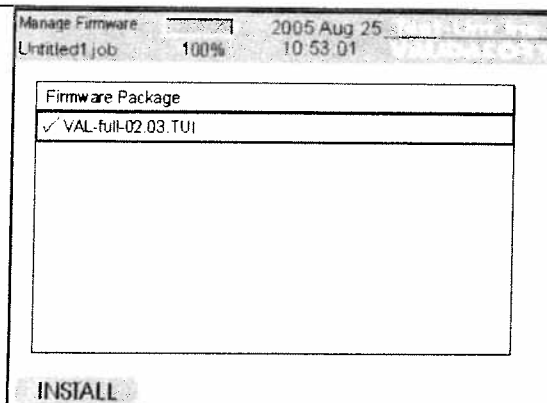 Manage Firmware 2005 Aug 25
Untitled1.job 100% 10 53 01
Firmware Package
✓ VAL-full-02.03.TUI
INSTALL